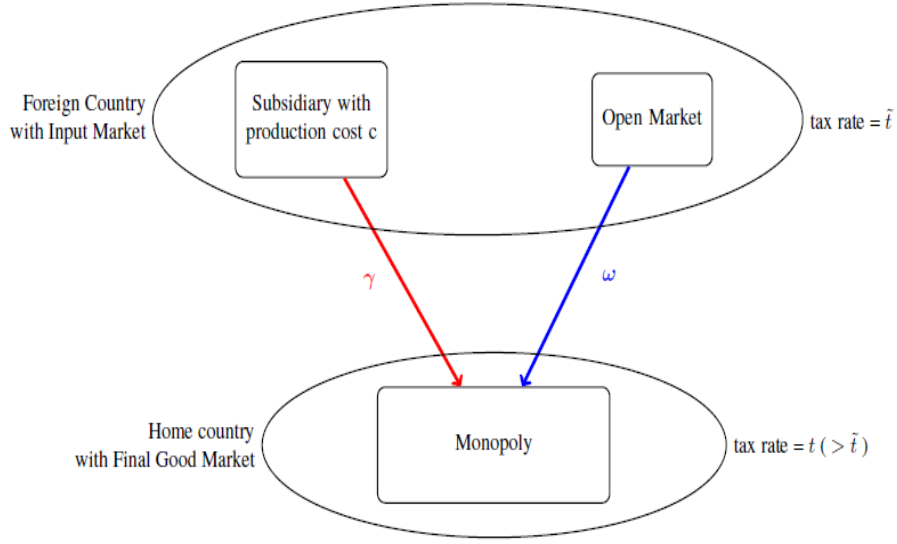 Foreign Country
with Input Market
Subsidiary with
production cost c
Open Market
tax rate = t̃
γ
ω
Home country
with Final Good Market
Monopoly
tax rate = t ( > t̃ )